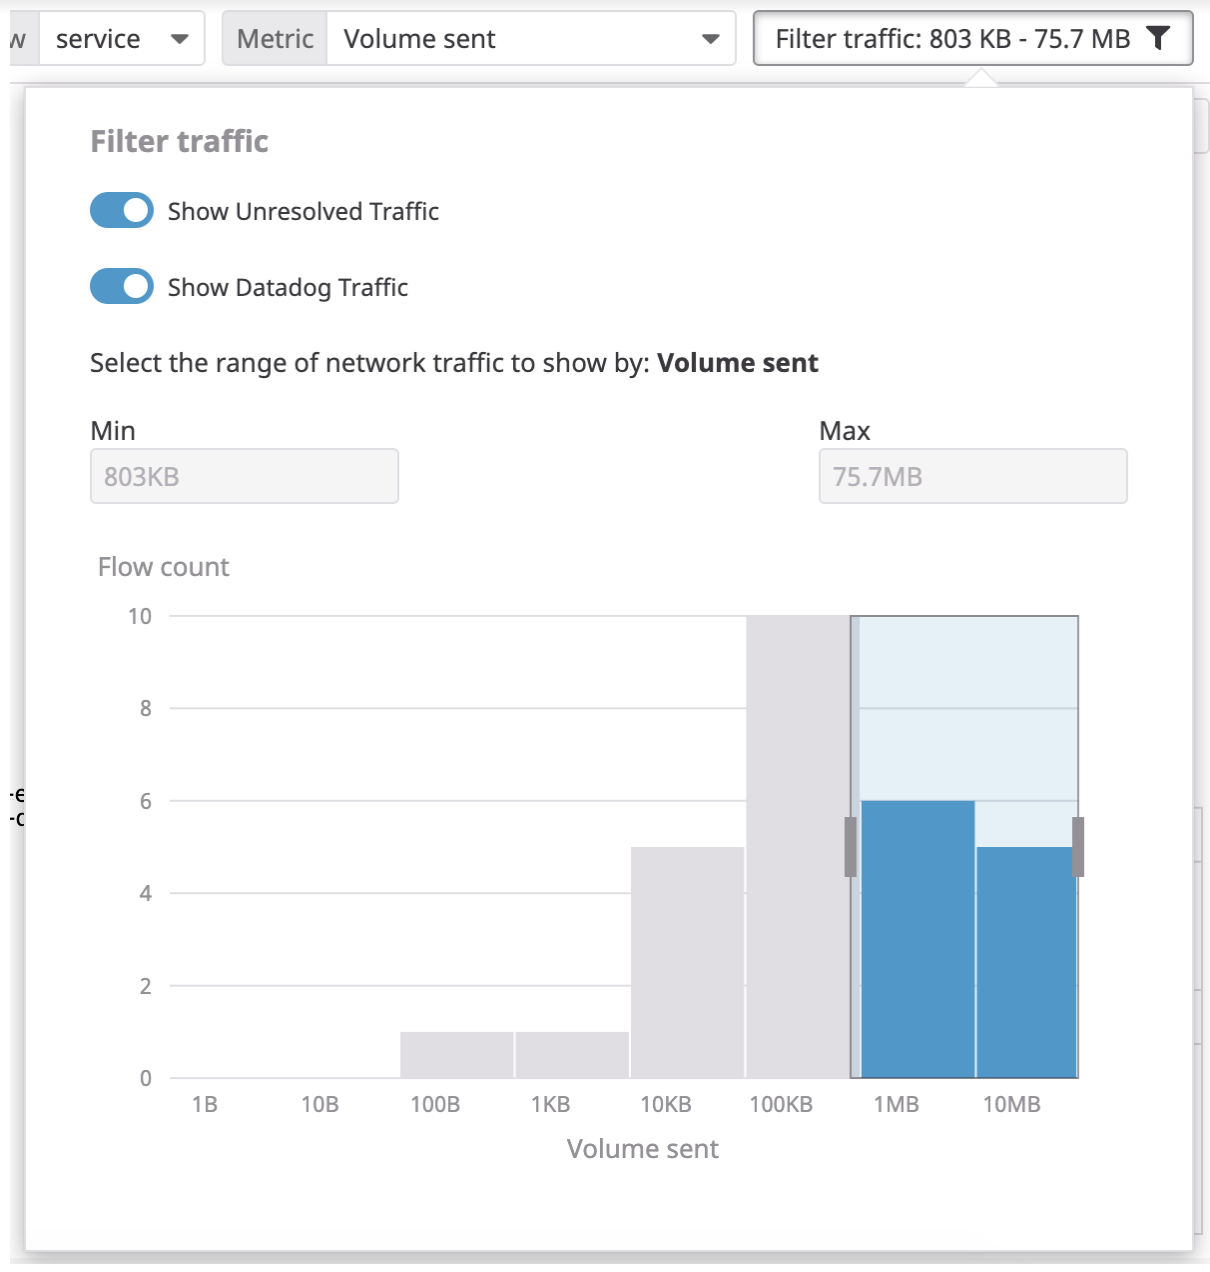 w service Metric Volume sent Filter traffic: 803 KB - 75.7 MB
Filter traffic
Show Unresolved Traffic
Show Datadog Traffic
Select the range of network traffic to show by: Volume sent
Min Max
803KB 75.7MB
Flow count
10
8
6
4
2
0
1B 10B 100B 1KB 10KB 100KB 1MB 10MB
Volume sent